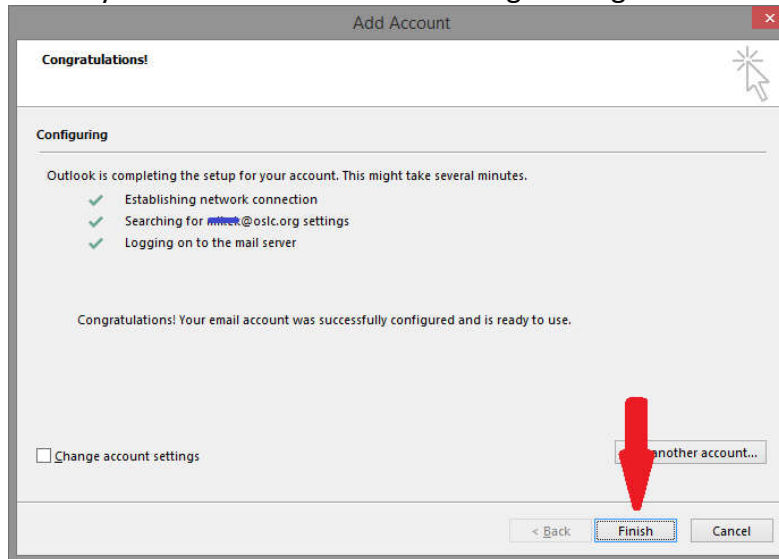 Add Account
Congratulations!
Configuring
Outlook is completing the setup for your account. This might take several minutes.
Establishing network connection
Searching for @oslc.org settings
Logging on to the mail server
Congratulations! Your email account was successfully configured and is ready to use.
Change account settings
another account...
< Back
Finish
Cancel